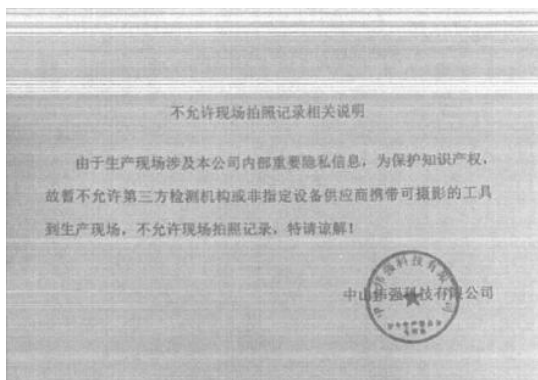 不允许现场拍照记录相关说明
由于生产现场涉及本公司内部重要隐私信息，为保护知识产权，
故暂不允许第三方检测机构或非指定设备供应商携带可摄影的工具
到生产现场，不允许现场拍照记录，特请谅解！
中山伟强科技有限公司